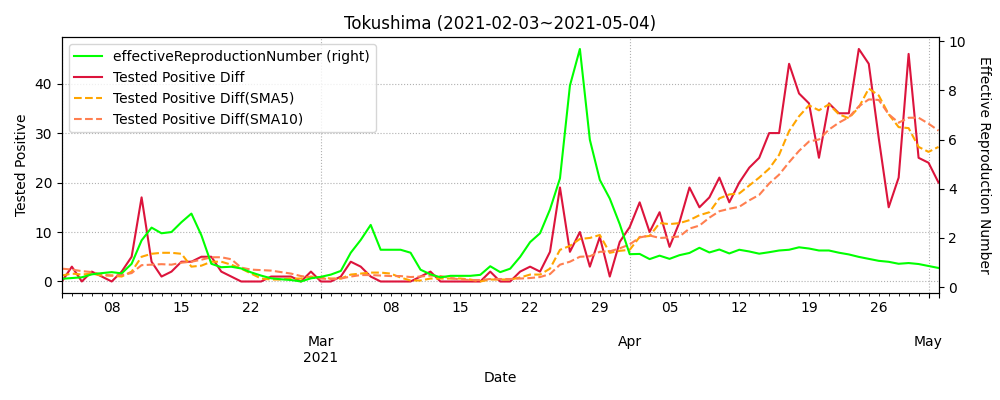 Tokushima (2021-02-03~2021-05-04)
effectiveReproductionNumber (right)
Tested Positive Diff
Tested Positive Diff(SMA5)
Tested Positive Diff(SMA10)
Tested Positive
40
30
20
10
0
Effective Reproduction Number
10
8
6
4
2
0
08 15 22 08 15 22 29 05 12 19 26
Mar Apr May
2021
Date